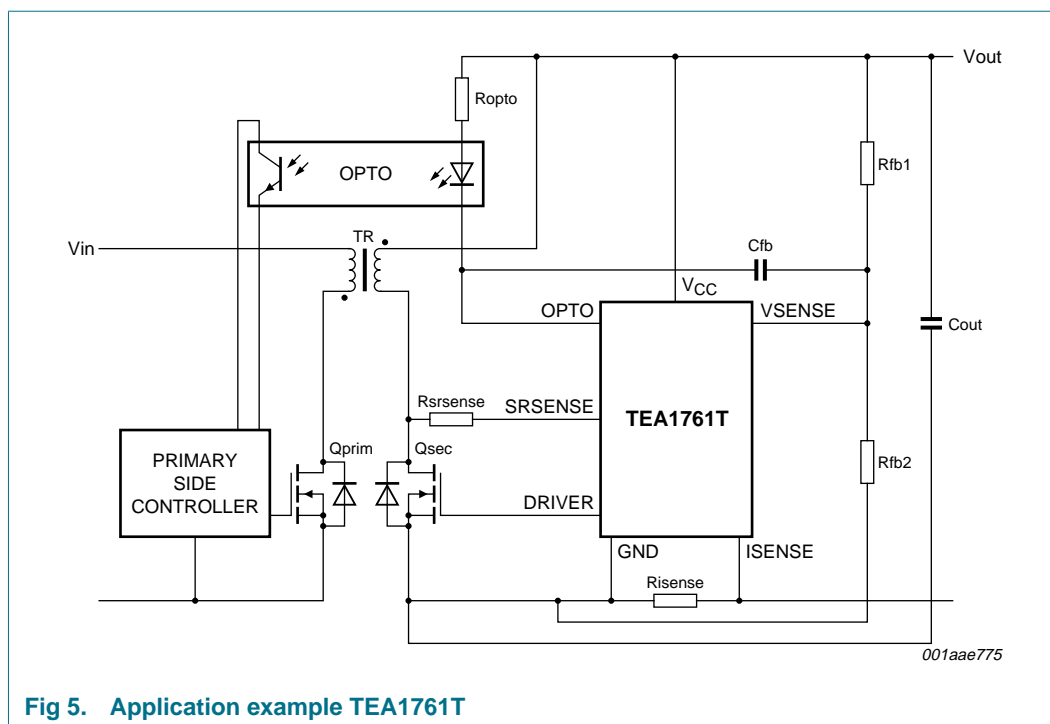 Vout
Ropto
OPTO
Rfb1
Vin
TR
Cfb
VCC
OPTO
VSENSE
Cout
Rsrsense
SRSENSE
TEA1761T
PRIMARY
SIDE
CONTROLLER
Qprim
Qsec
Rfb2
DRIVER
GND
ISENSE
Risense
001aae775
Fig 5. Application example TEA1761T